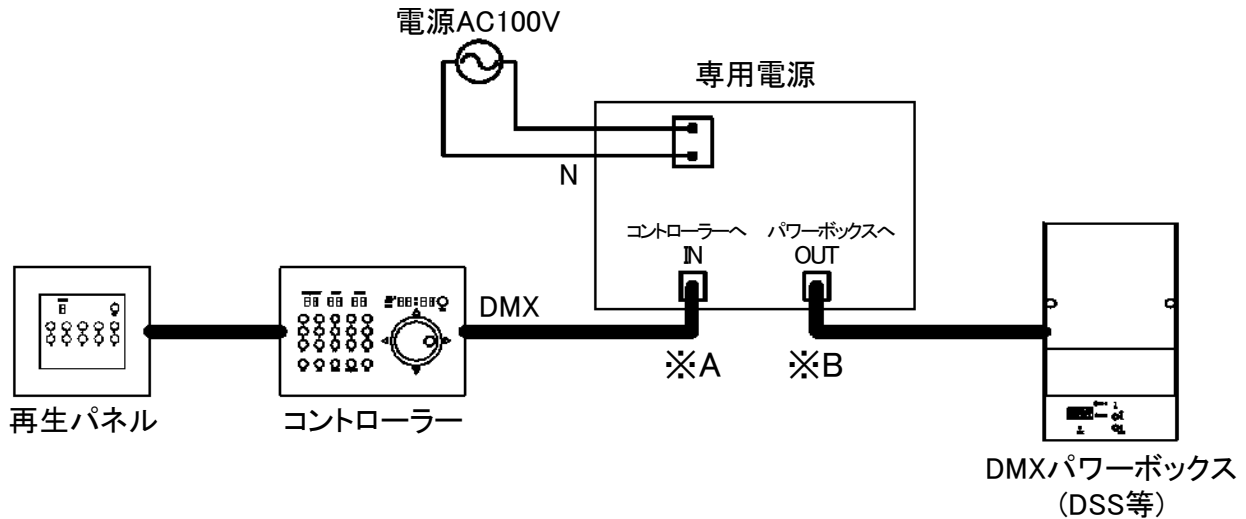 電源AC100V
専用電源
N
コントローラーへ
IN
パワーボックスへ
OUT
DMX
※A
※B
再生パネル
コントローラー
DMXパワーボックス
(DSS等)